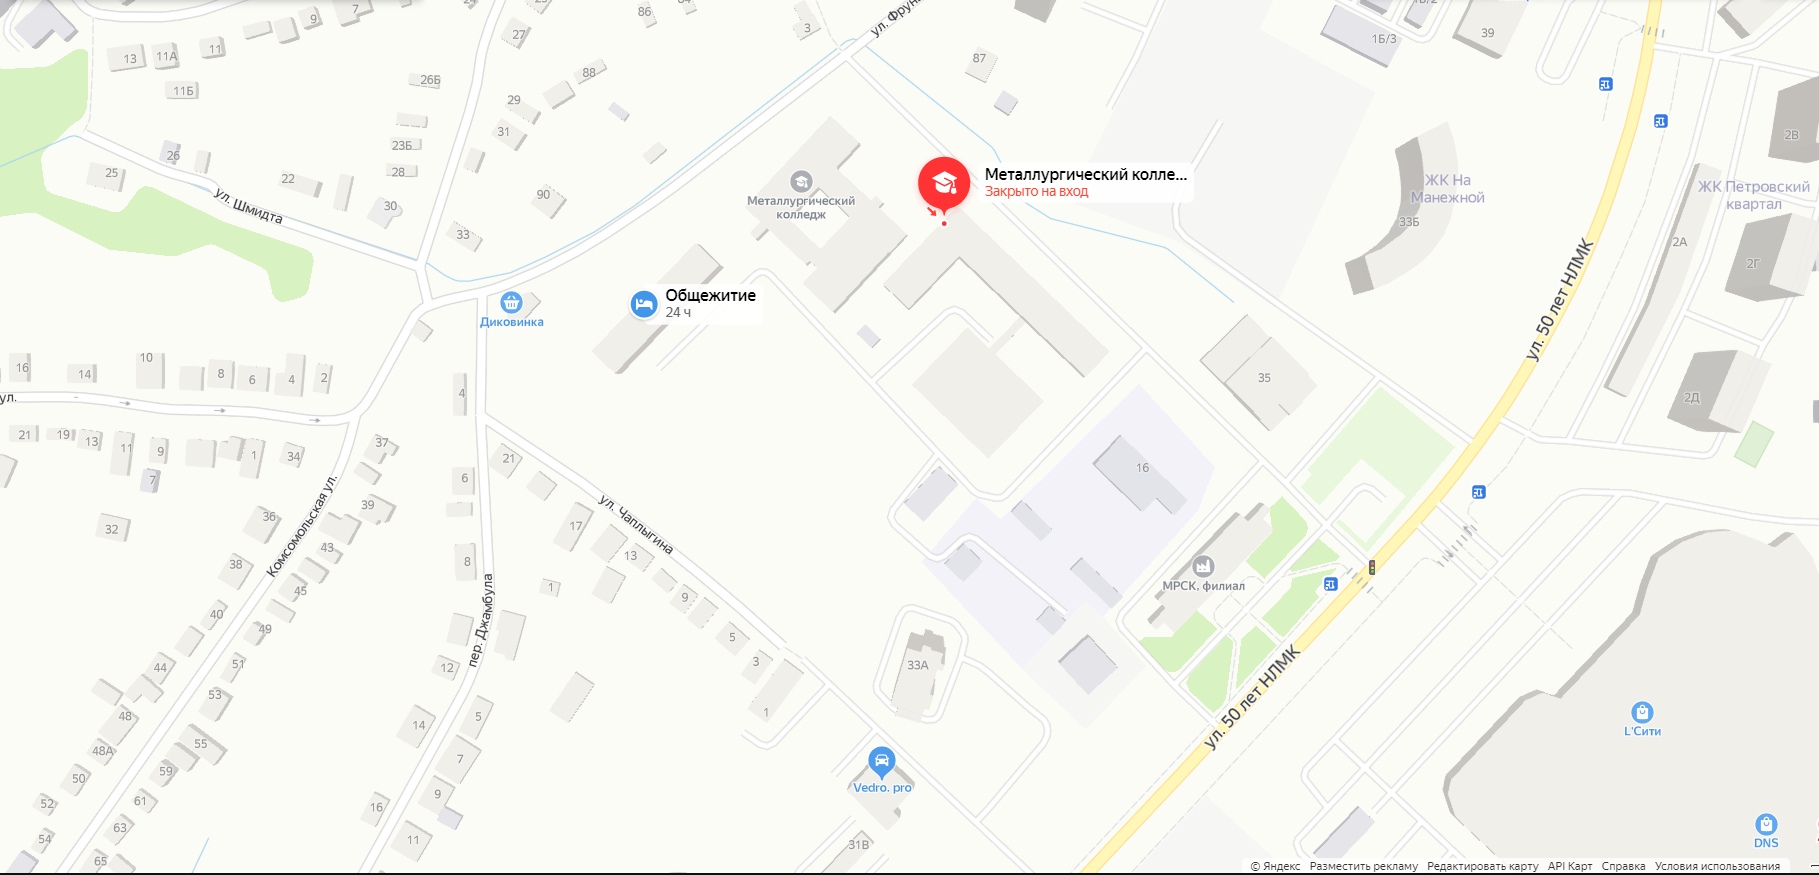 9
7
86
84
3
ул. Фрун
27
13
11А
11
11Б
26Б
88
87
1Б/2
1Б/3
39
29
31
23Б
28
26
25
22
30
ул. Шмидта
90
33
Металлургический
колледж
Металлургический колле...
Закрыто на вход
ЖК На
Манежной
33Б
2В
ЖК Петровский
квартал
2А
2Г
2Д
ул. 50 лет НЛМК
Общежитие
24 ч
Диковинка
16
14
10
8
6
4
2
ул.
4
35
21
19
13
11
9
7
1
34
37
39
36
32
43
Комсомольская ул.
38
45
40
49
44
51
53
48
48А
55
50
59
52
61
54
63
65
6
21
ул. Чаплыгина
17
13
8
1
9
5
3
1
пер. Джамбула
12
14
5
7
9
16
11
16
МРСК, филиал
33А
Vedro. pro
31В
ул. 50 лет НЛМК
L'Сити
DNS
© Яндекс Разместить рекламу Редактировать карту API Карт Справка Условия использования